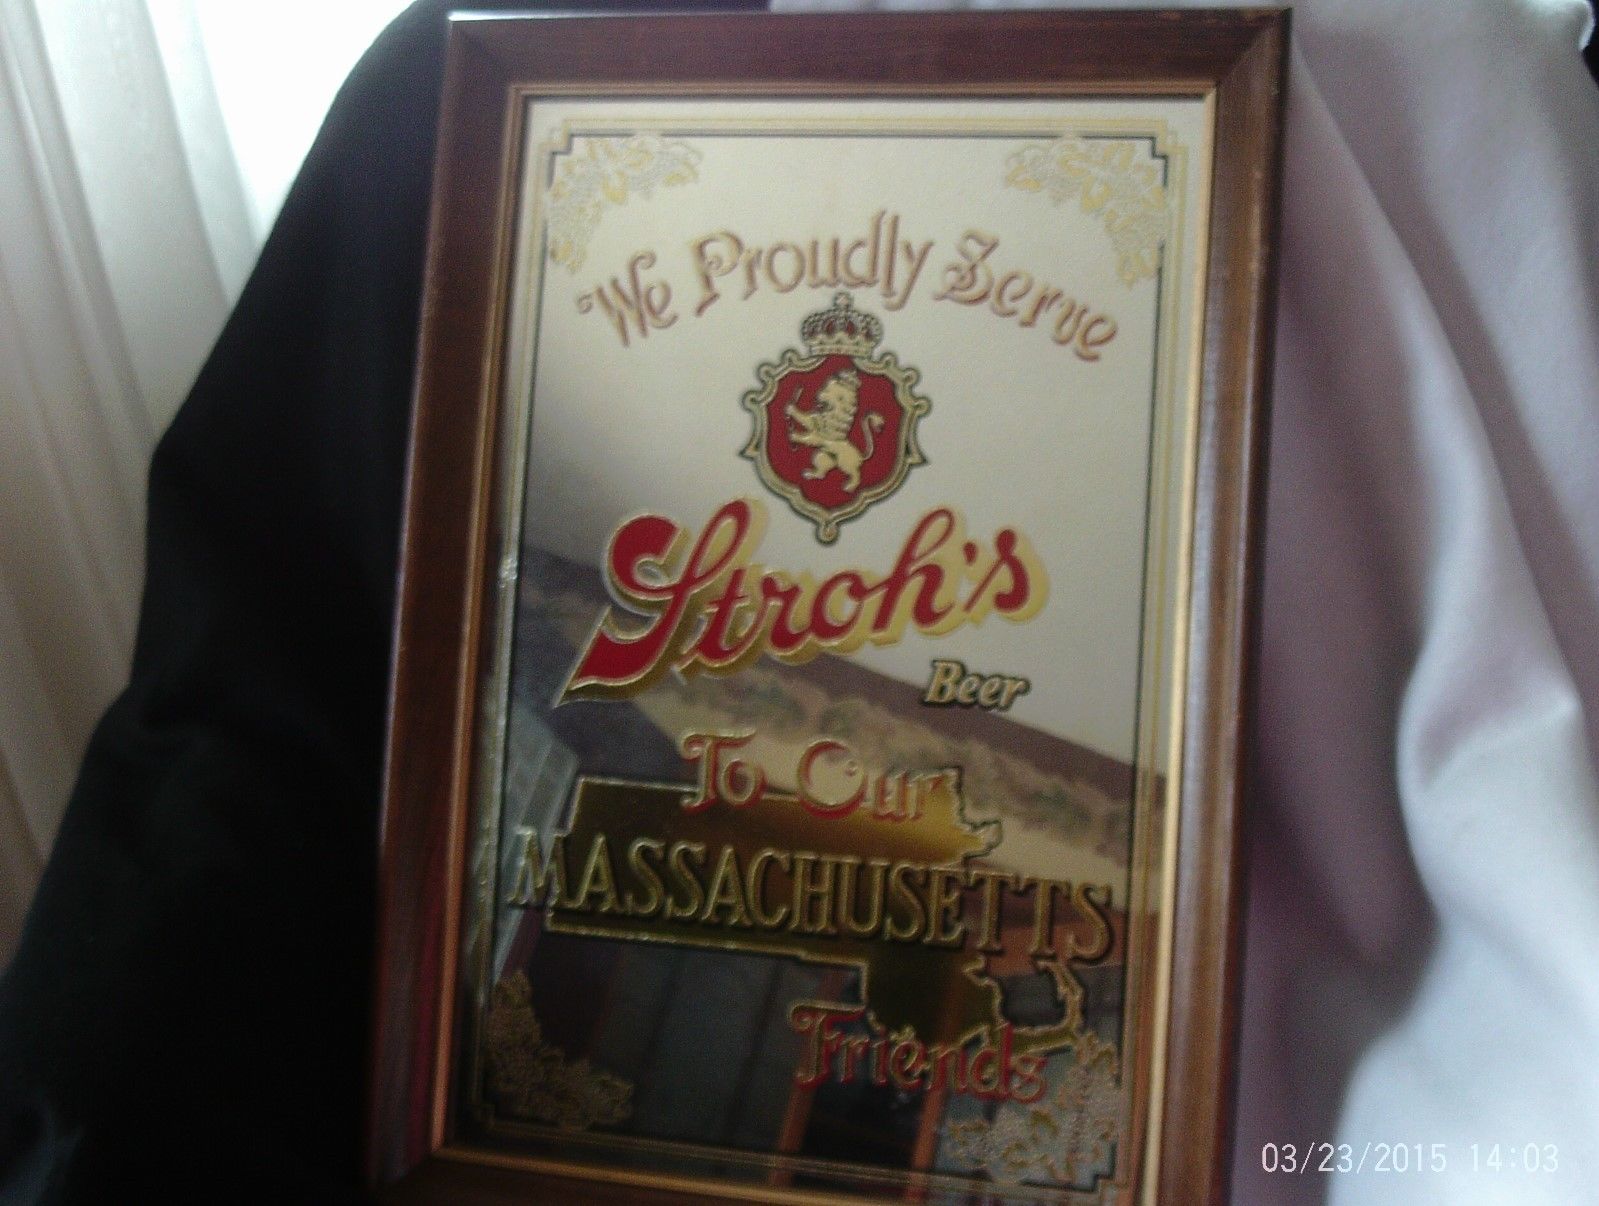 We Proudly Serve
Stroh's
Beer
To Our
MASSACHUSETTS
Friends
03/23/2015 14:03